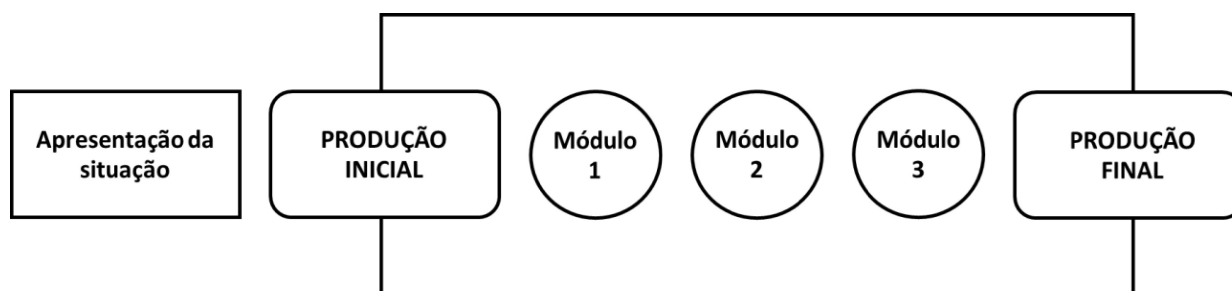 Apresentação da
situação
PRODUÇÃO
INICIAL
Módulo
1
Módulo
2
Módulo
3
PRODUÇÃO
FINAL